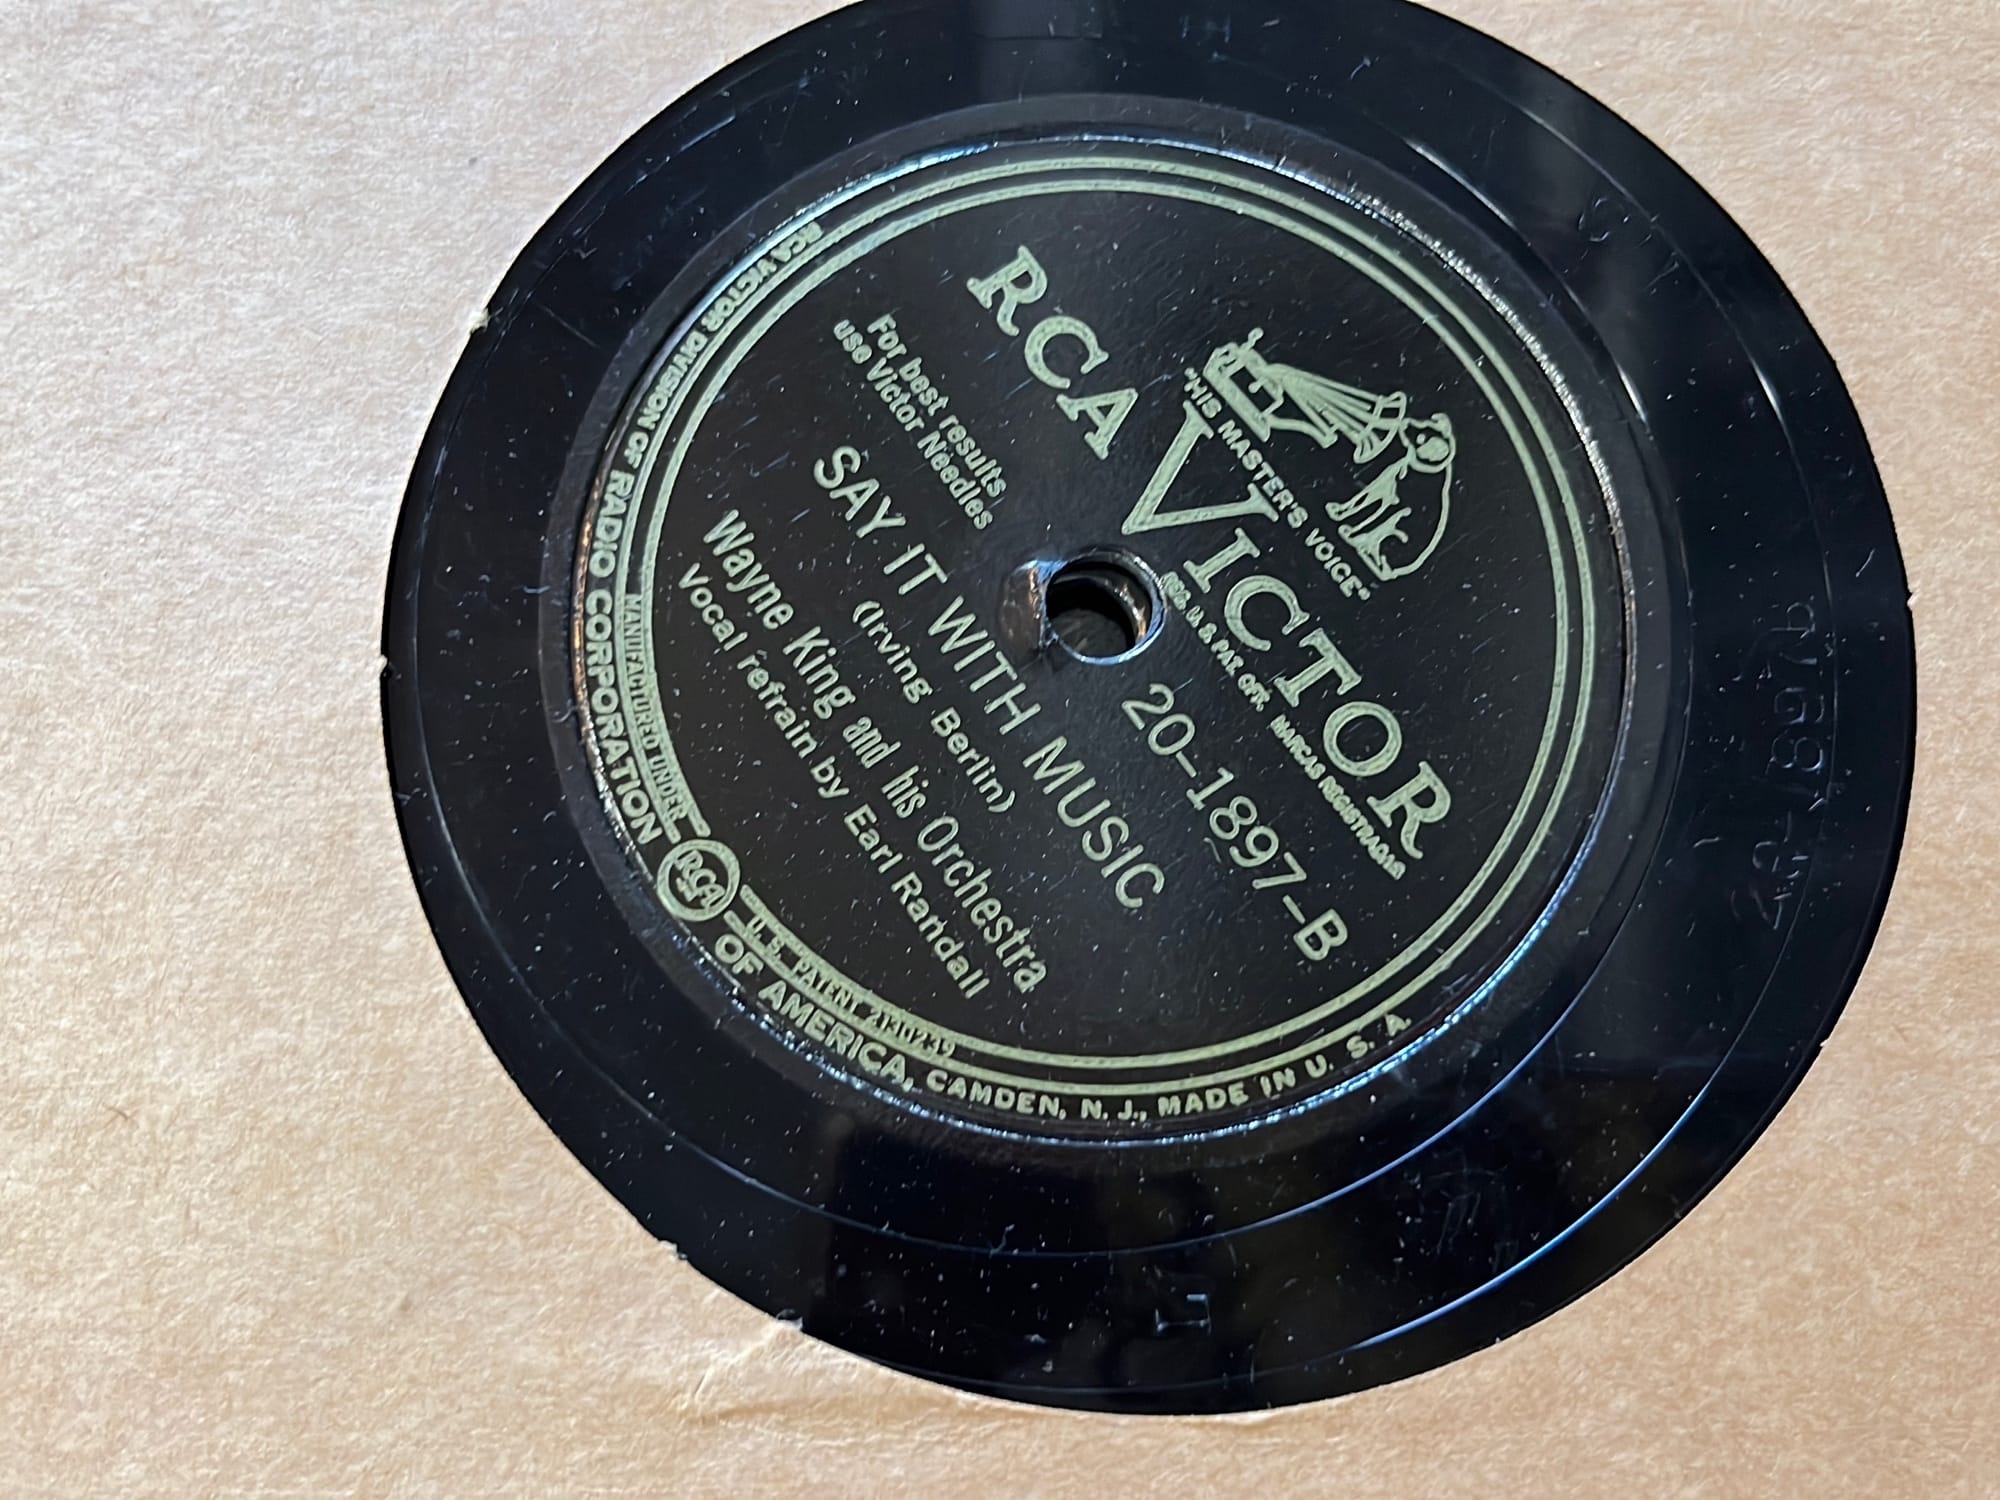 "HIS MASTER'S VOICE"
RCA VICTOR
REG. U.S. PAT. OFF. MARCAS REGISTRADAS
For best results
use Victor Needles
20-1897-B
SAY IT WITH MUSIC
(Irving Berlin)
Wayne King and his Orchestra
Vocal refrain by Earl Randall
MANUFACTURED UNDER RCA U.S. PATENT 2130239
RCA VICTOR DIVISION OF RADIO CORPORATION OF AMERICA, CAMDEN, N. J., MADE IN U. S. A.